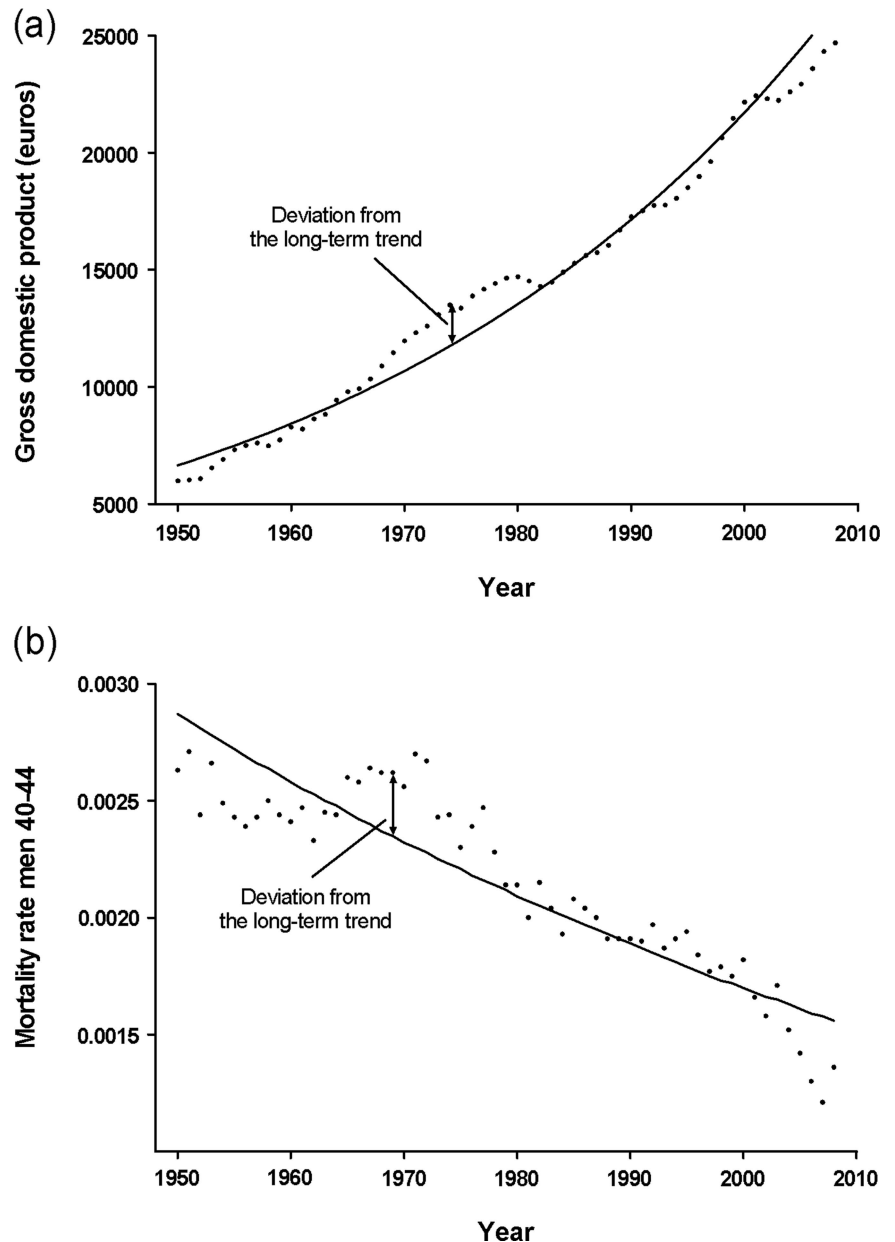 (a)
Gross domestic product (euros)
25000
20000
15000
10000
5000
Deviation from
the long-term trend
1950 1960 1970 1980 1990 2000 2010
Year
(b)
Mortality rate men 40-44
0.0030
0.0025
0.0020
0.0015
Deviation from
the long-term trend
1950 1960 1970 1980 1990 2000 2010
Year